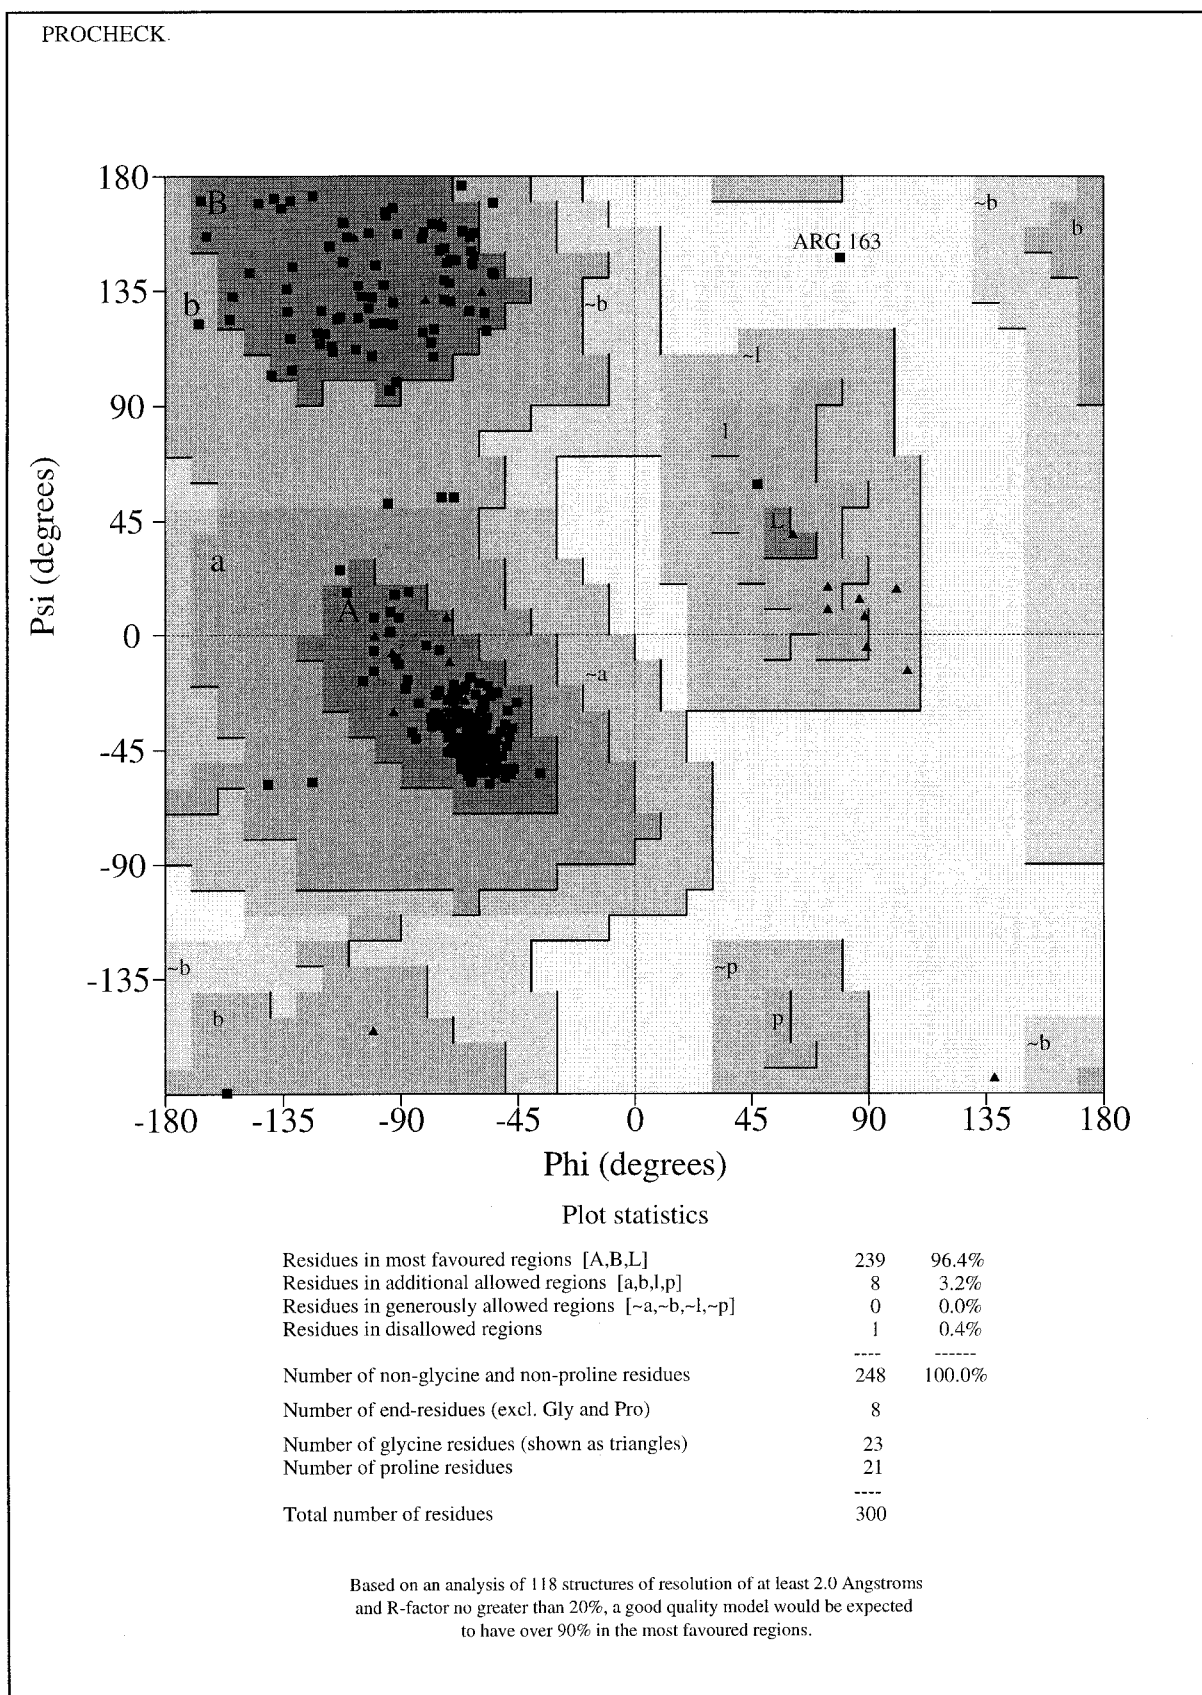 PROCHECK
180
135
90
45
0
-45
-90
-135
-180
-135
-90
-45
0
45
90
135
180
Psi (degrees)
Phi (degrees)
B
~b
b
ARG 163
b
~b
~l
l
L
a
A
~a
~b
~p
b
p
~b
Plot statistics
Residues in most favoured regions [A,B,L] 239 96.4%
Residues in additional allowed regions [a,b,l,p] 8 3.2%
Residues in generously allowed regions [~a,~b,~l,~p] 0 0.0%
Residues in disallowed regions 1 0.4%
---- ------
Number of non-glycine and non-proline residues 248 100.0%
Number of end-residues (excl. Gly and Pro) 8
Number of glycine residues (shown as triangles) 23
Number of proline residues 21
----
Total number of residues 300
Based on an analysis of 118 structures of resolution of at least 2.0 Angstroms
and R-factor no greater than 20%, a good quality model would be expected
to have over 90% in the most favoured regions.